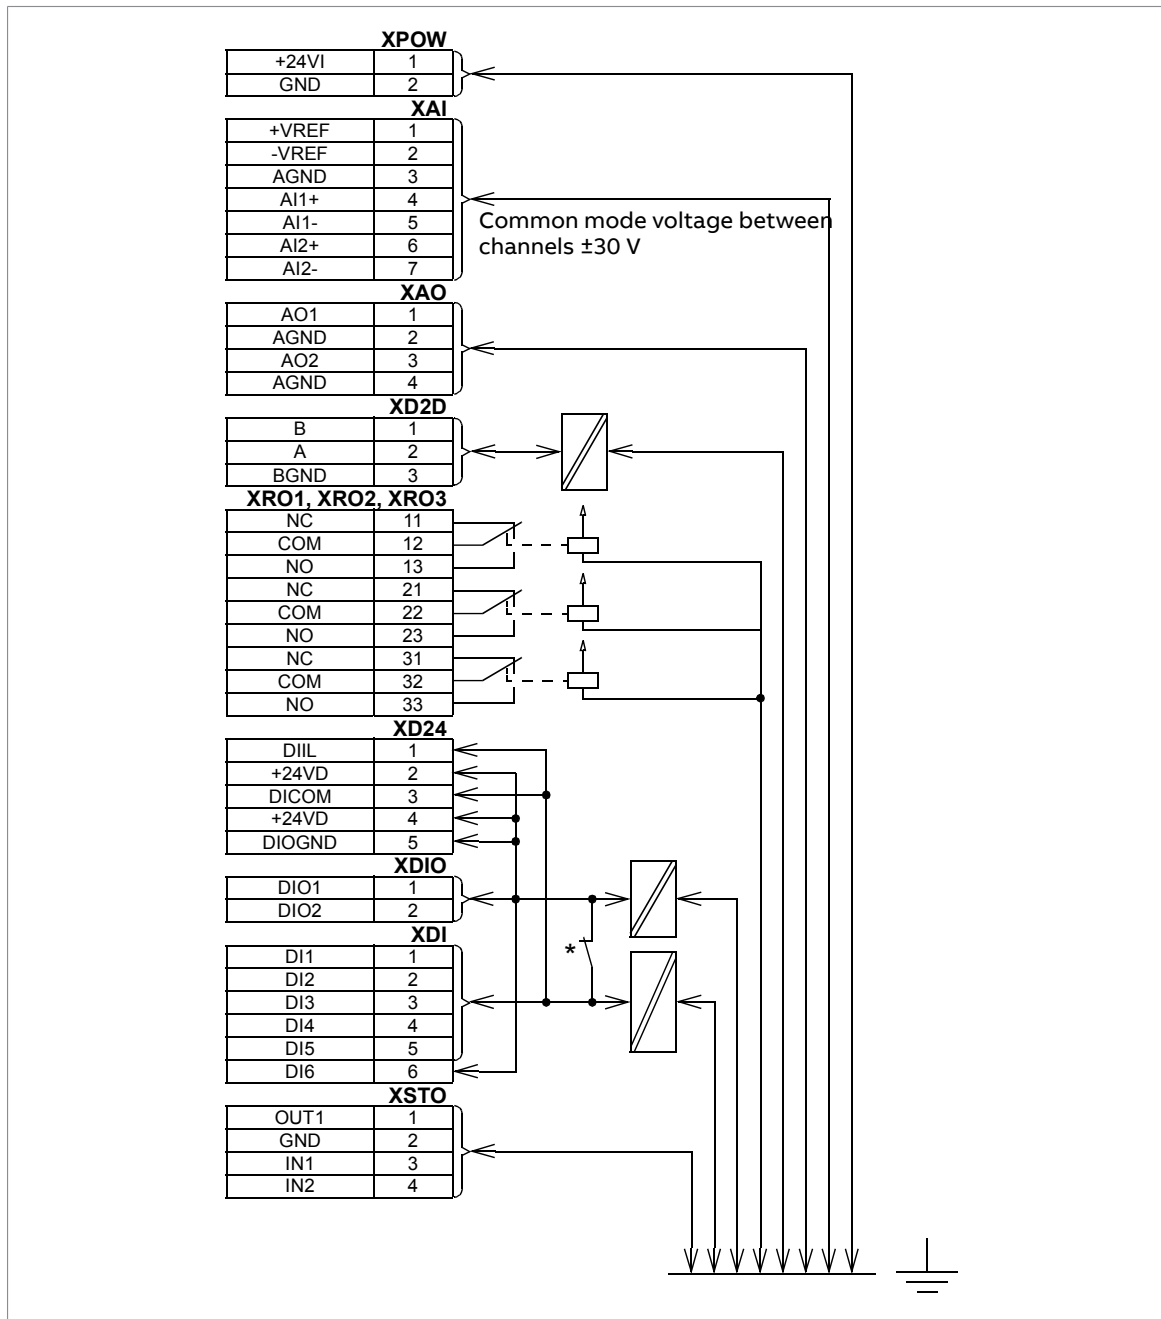 XPOW
+24VI 1
GND 2
XAI
+VREF 1
-VREF 2
AGND 3
AI1+ 4
AI1- 5
AI2+ 6
AI2- 7
Common mode voltage between
channels ±30 V
XAO
AO1 1
AGND 2
AO2 3
AGND 4
XD2D
B 1
A 2
BGND 3
XRO1, XRO2, XRO3
NC 11
COM 12
NO 13
NC 21
COM 22
NO 23
NC 31
COM 32
NO 33
XD24
DIIL 1
+24VD 2
DICOM 3
+24VD 4
DIOGND 5
XDIO
DIO1 1
DIO2 2
XDI
DI1 1
DI2 2
*
DI3 3
DI4 4
DI5 5
DI6 6
XSTO
OUT1 1
GND 2
IN1 3
IN2 4